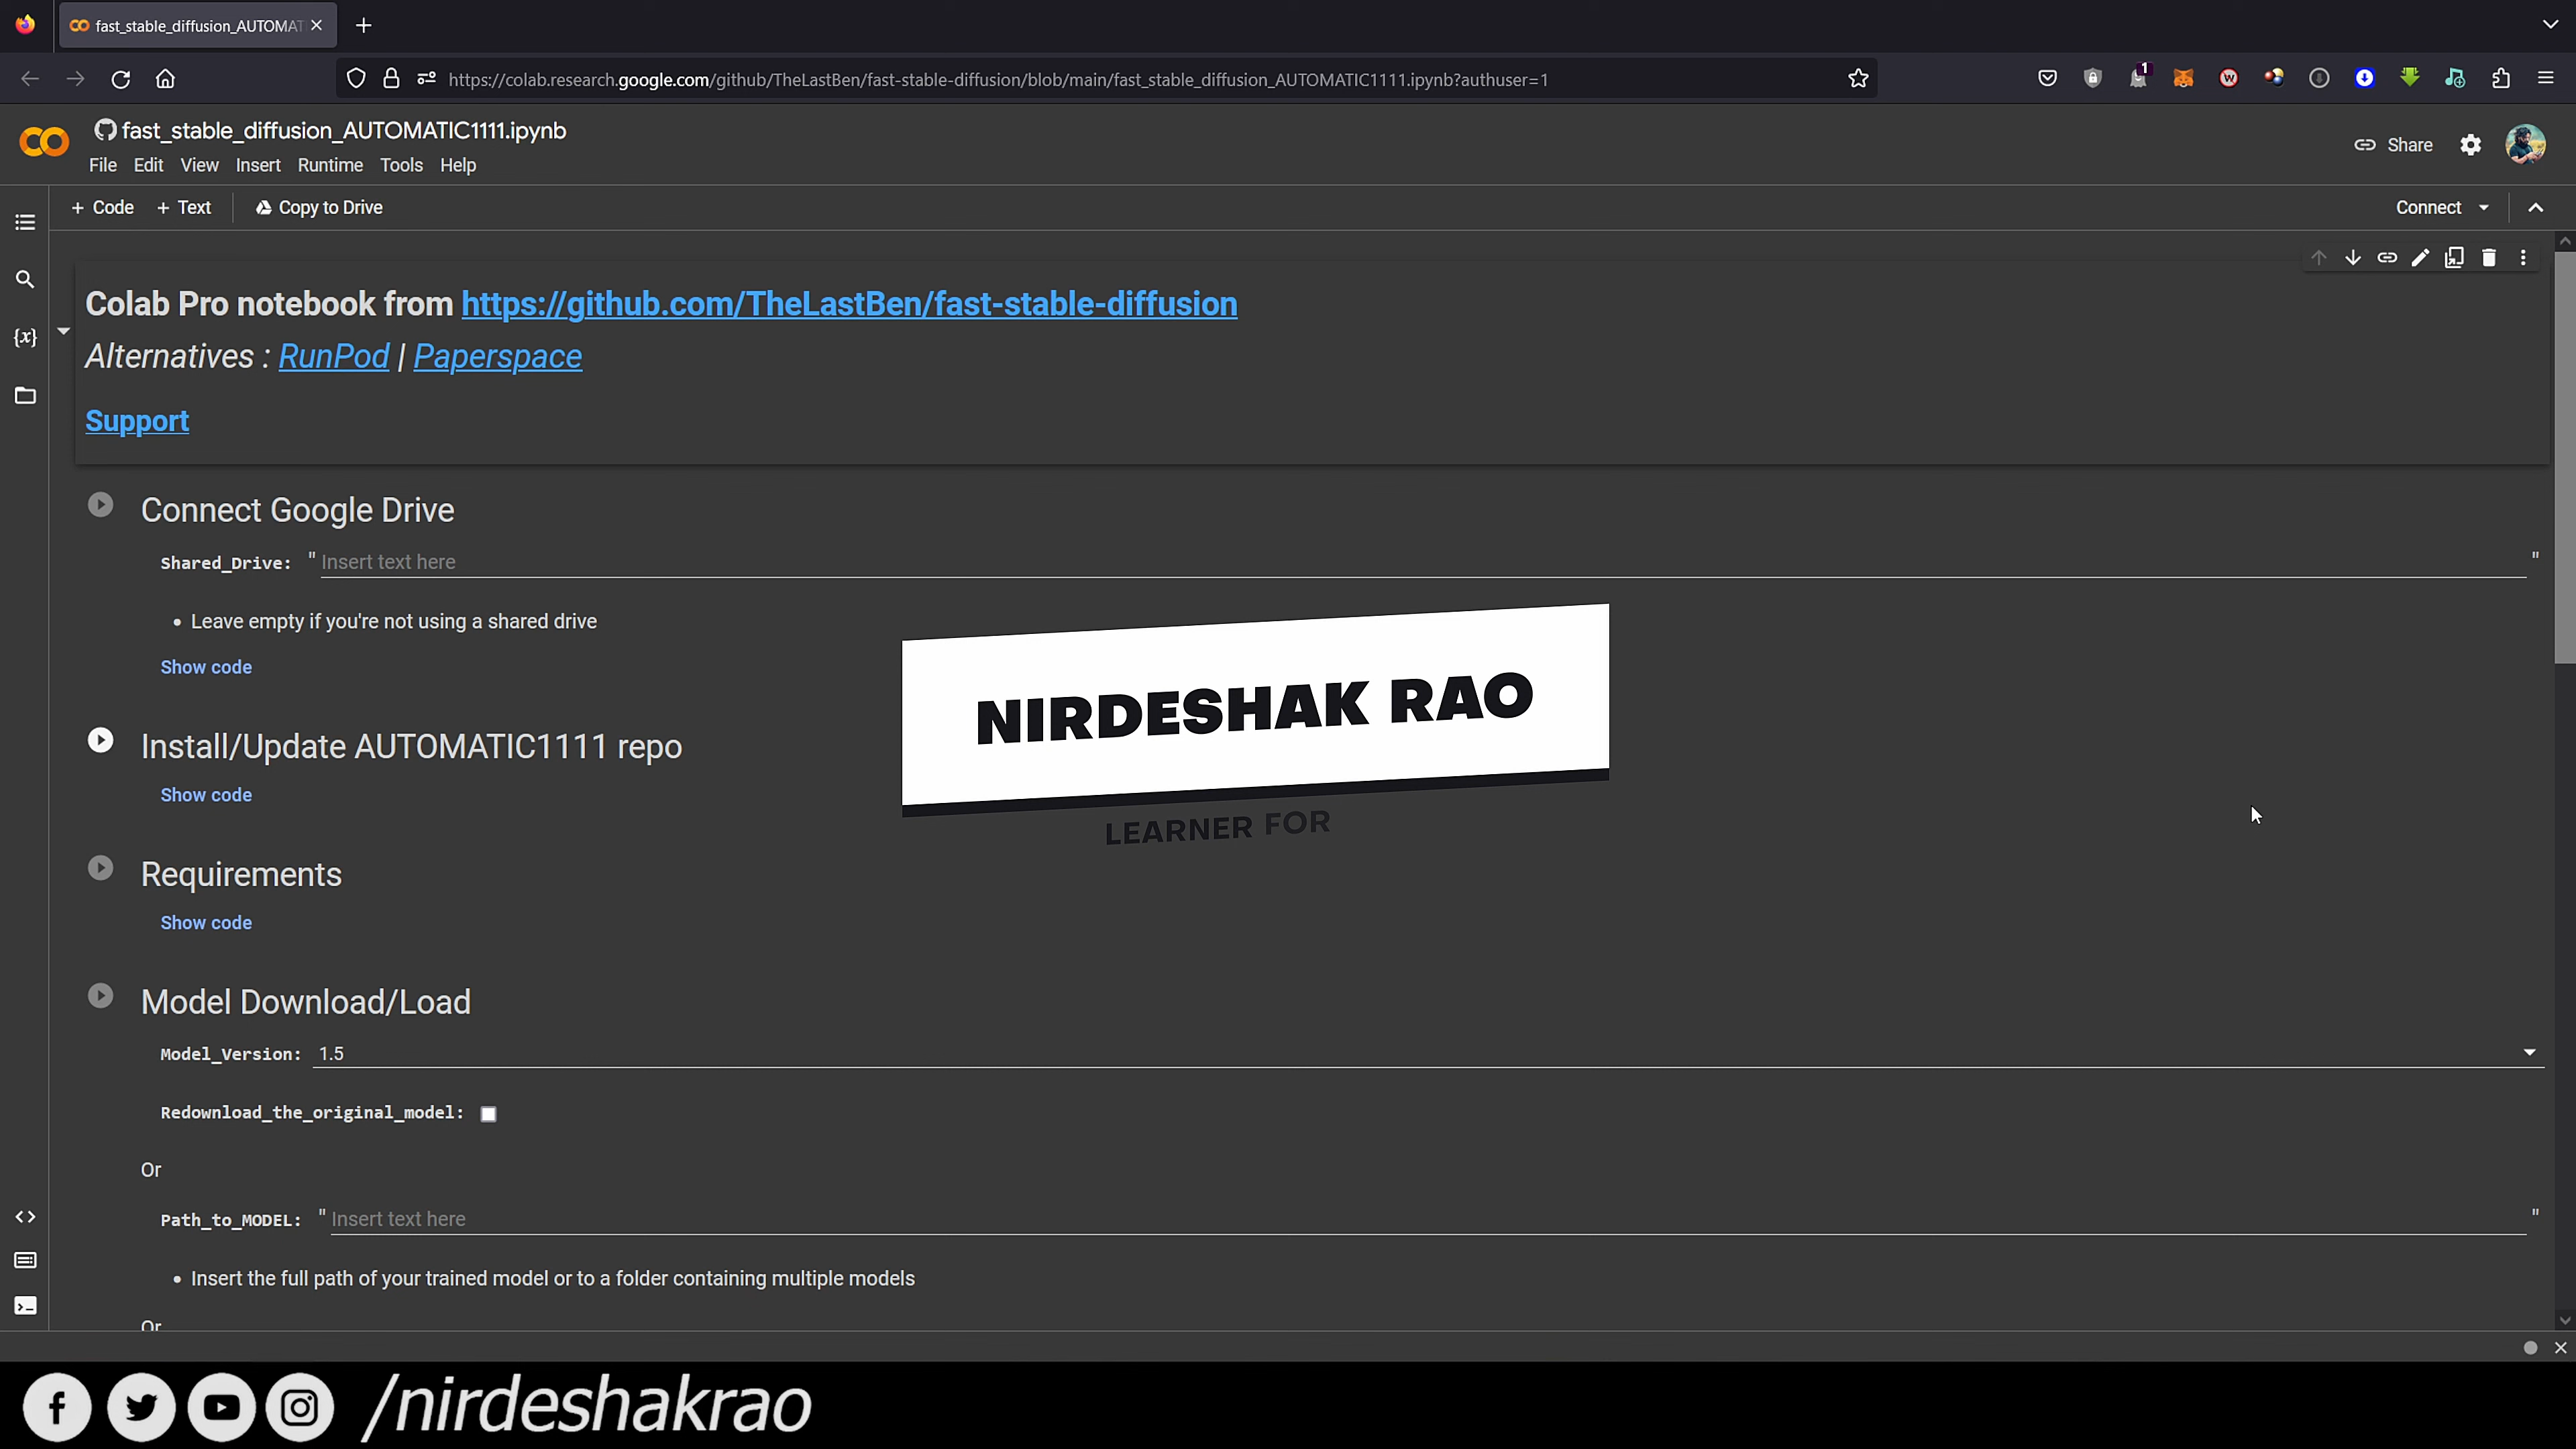 fast_stable_diffusion_AUTOMAT
https://colab.research.google.com/github/TheLastBen/fast-stable-diffusion/blob/main/fast_stable_diffusion_AUTOMATIC1111.ipynb?authuser=1
1
fast_stable_diffusion_AUTOMATIC1111.ipynb
File Edit View Insert Runtime Tools Help
Share
+ Code + Text Copy to Drive
Connect
Colab Pro notebook from https://github.com/TheLastBen/fast-stable-diffusion
Alternatives : RunPod | Paperspace
Support
Connect Google Drive
Shared_Drive: " Insert text here "
• Leave empty if you're not using a shared drive
Show code
NIRDESHAK RAO
LEARNER FOR
Install/Update AUTOMATIC1111 repo
Show code
Requirements
Show code
Model Download/Load
Model_Version: 1.5
Redownload_the_original_model:
Or
Path_to_MODEL: " Insert text here "
• Insert the full path of your trained model or to a folder containing multiple models
Or
/nirdeshakrao